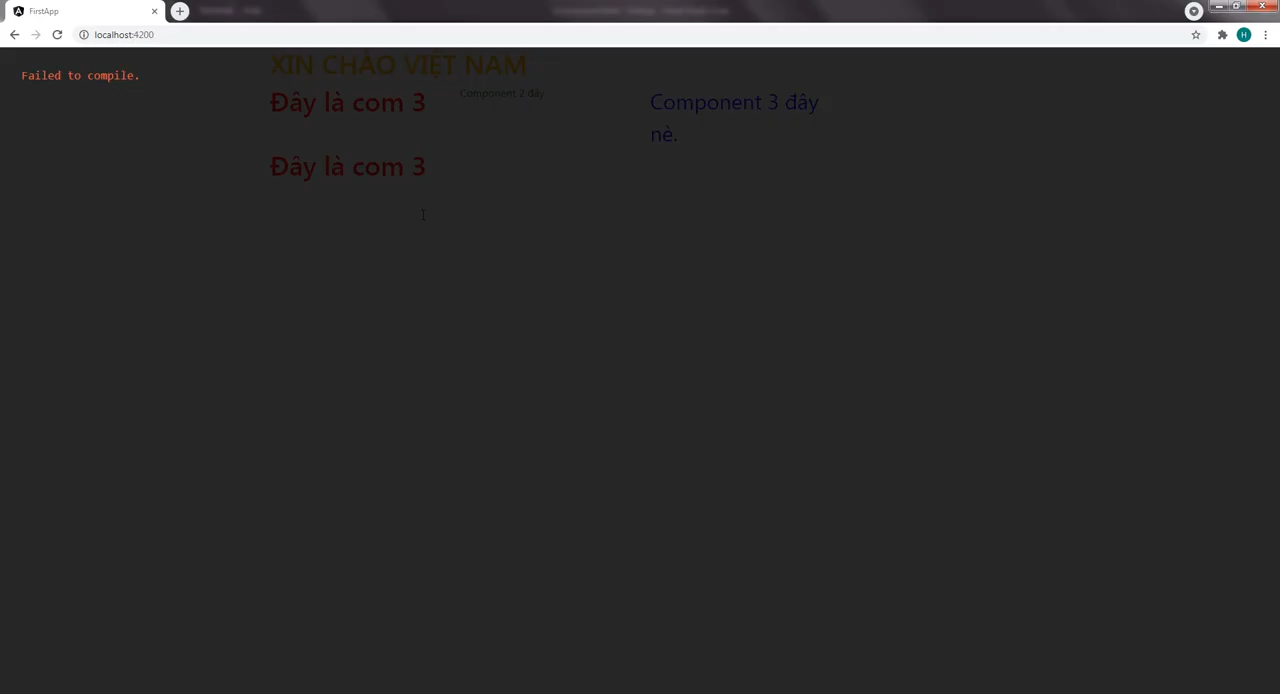 FirstApp
localhost:4200
H
Failed to compile.
XIN CHÀO VIỆT NAM
Đây là com 3
Component 2 đây
Component 3 đây
nè.
Đây là com 3